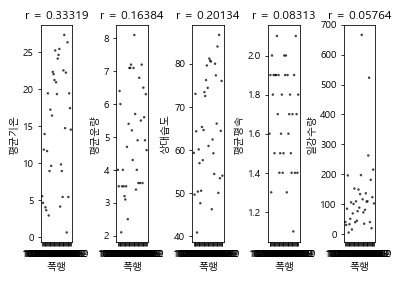 r = 0.33319
r = 0.16384
r = 0.20134
r = 0.08313
r = 0.05764
평균기온
25
20
15
10
5
0
폭행
평균운량
8
7
6
5
4
3
2
폭행
상대습도
80
70
60
50
40
폭행
평균풍속
2.0
1.8
1.6
1.4
1.2
폭행
일강수량
700
600
500
400
300
200
100
0
폭행